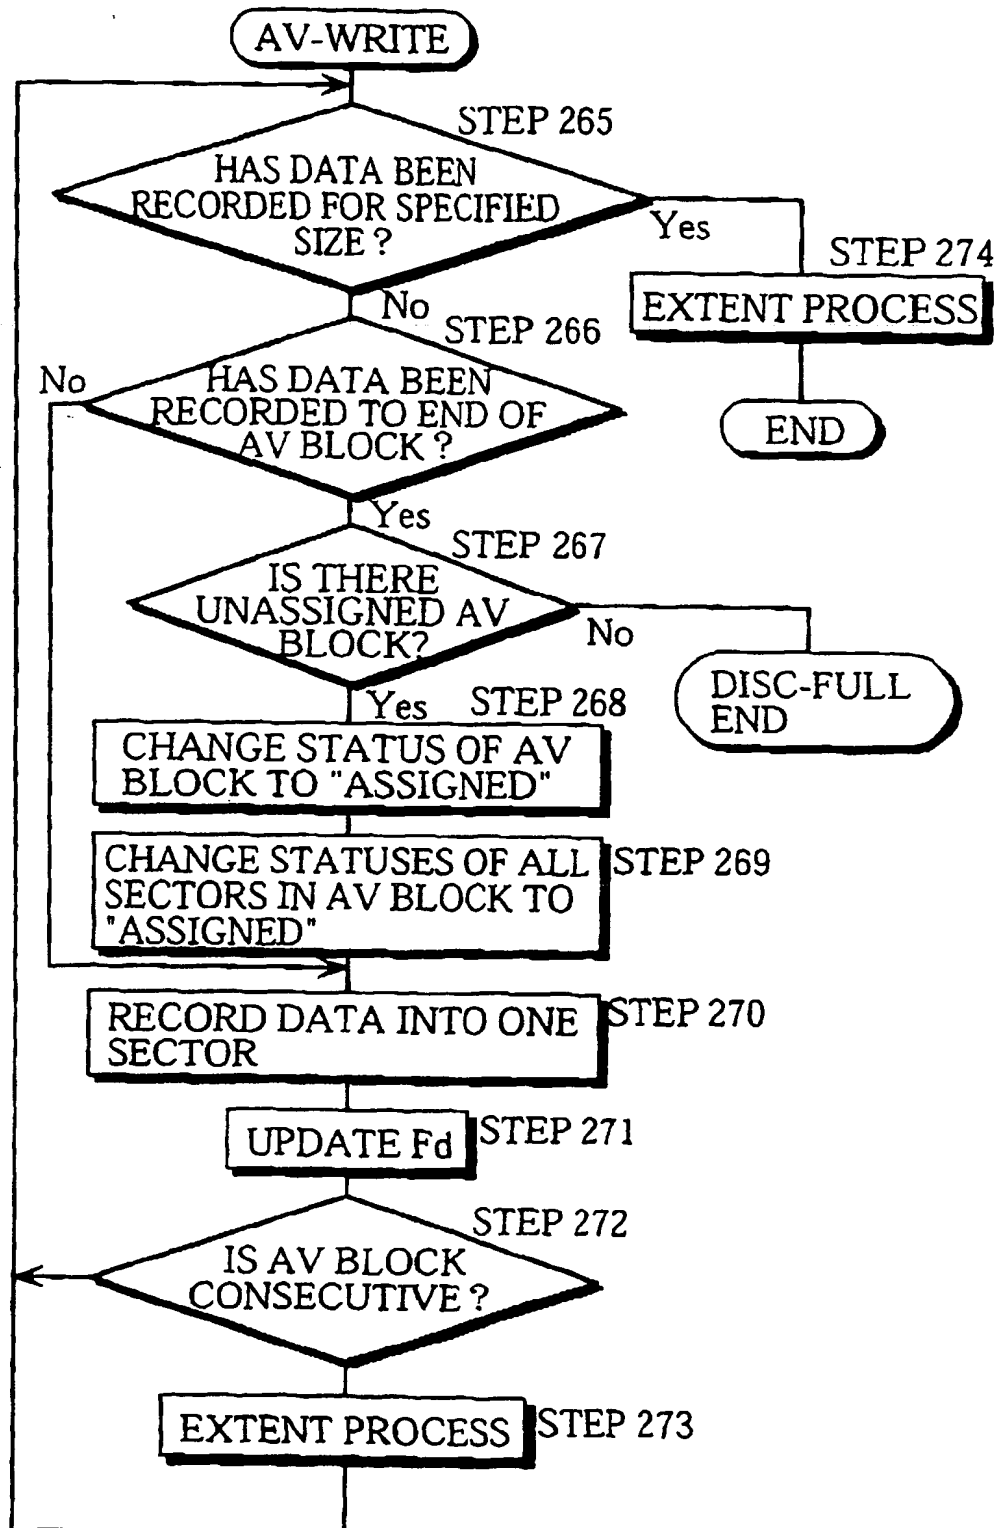 AV-WRITE
STEP 265
HAS DATA BEEN
RECORDED FOR SPECIFIED
SIZE ?
Yes
No
STEP 274
EXTENT PROCESS
END
STEP 266
No
HAS DATA BEEN
RECORDED TO END OF
AV BLOCK ?
Yes
STEP 267
IS THERE
UNASSIGNED AV
BLOCK?
No
DISC-FULL
END
Yes
STEP 268
CHANGE STATUS OF AV
BLOCK TO "ASSIGNED"
CHANGE STATUSES OF ALL
SECTORS IN AV BLOCK TO
"ASSIGNED"
STEP 269
RECORD DATA INTO ONE
SECTOR
STEP 270
UPDATE Fd
STEP 271
STEP 272
IS AV BLOCK
CONSECUTIVE ?
EXTENT PROCESS
STEP 273